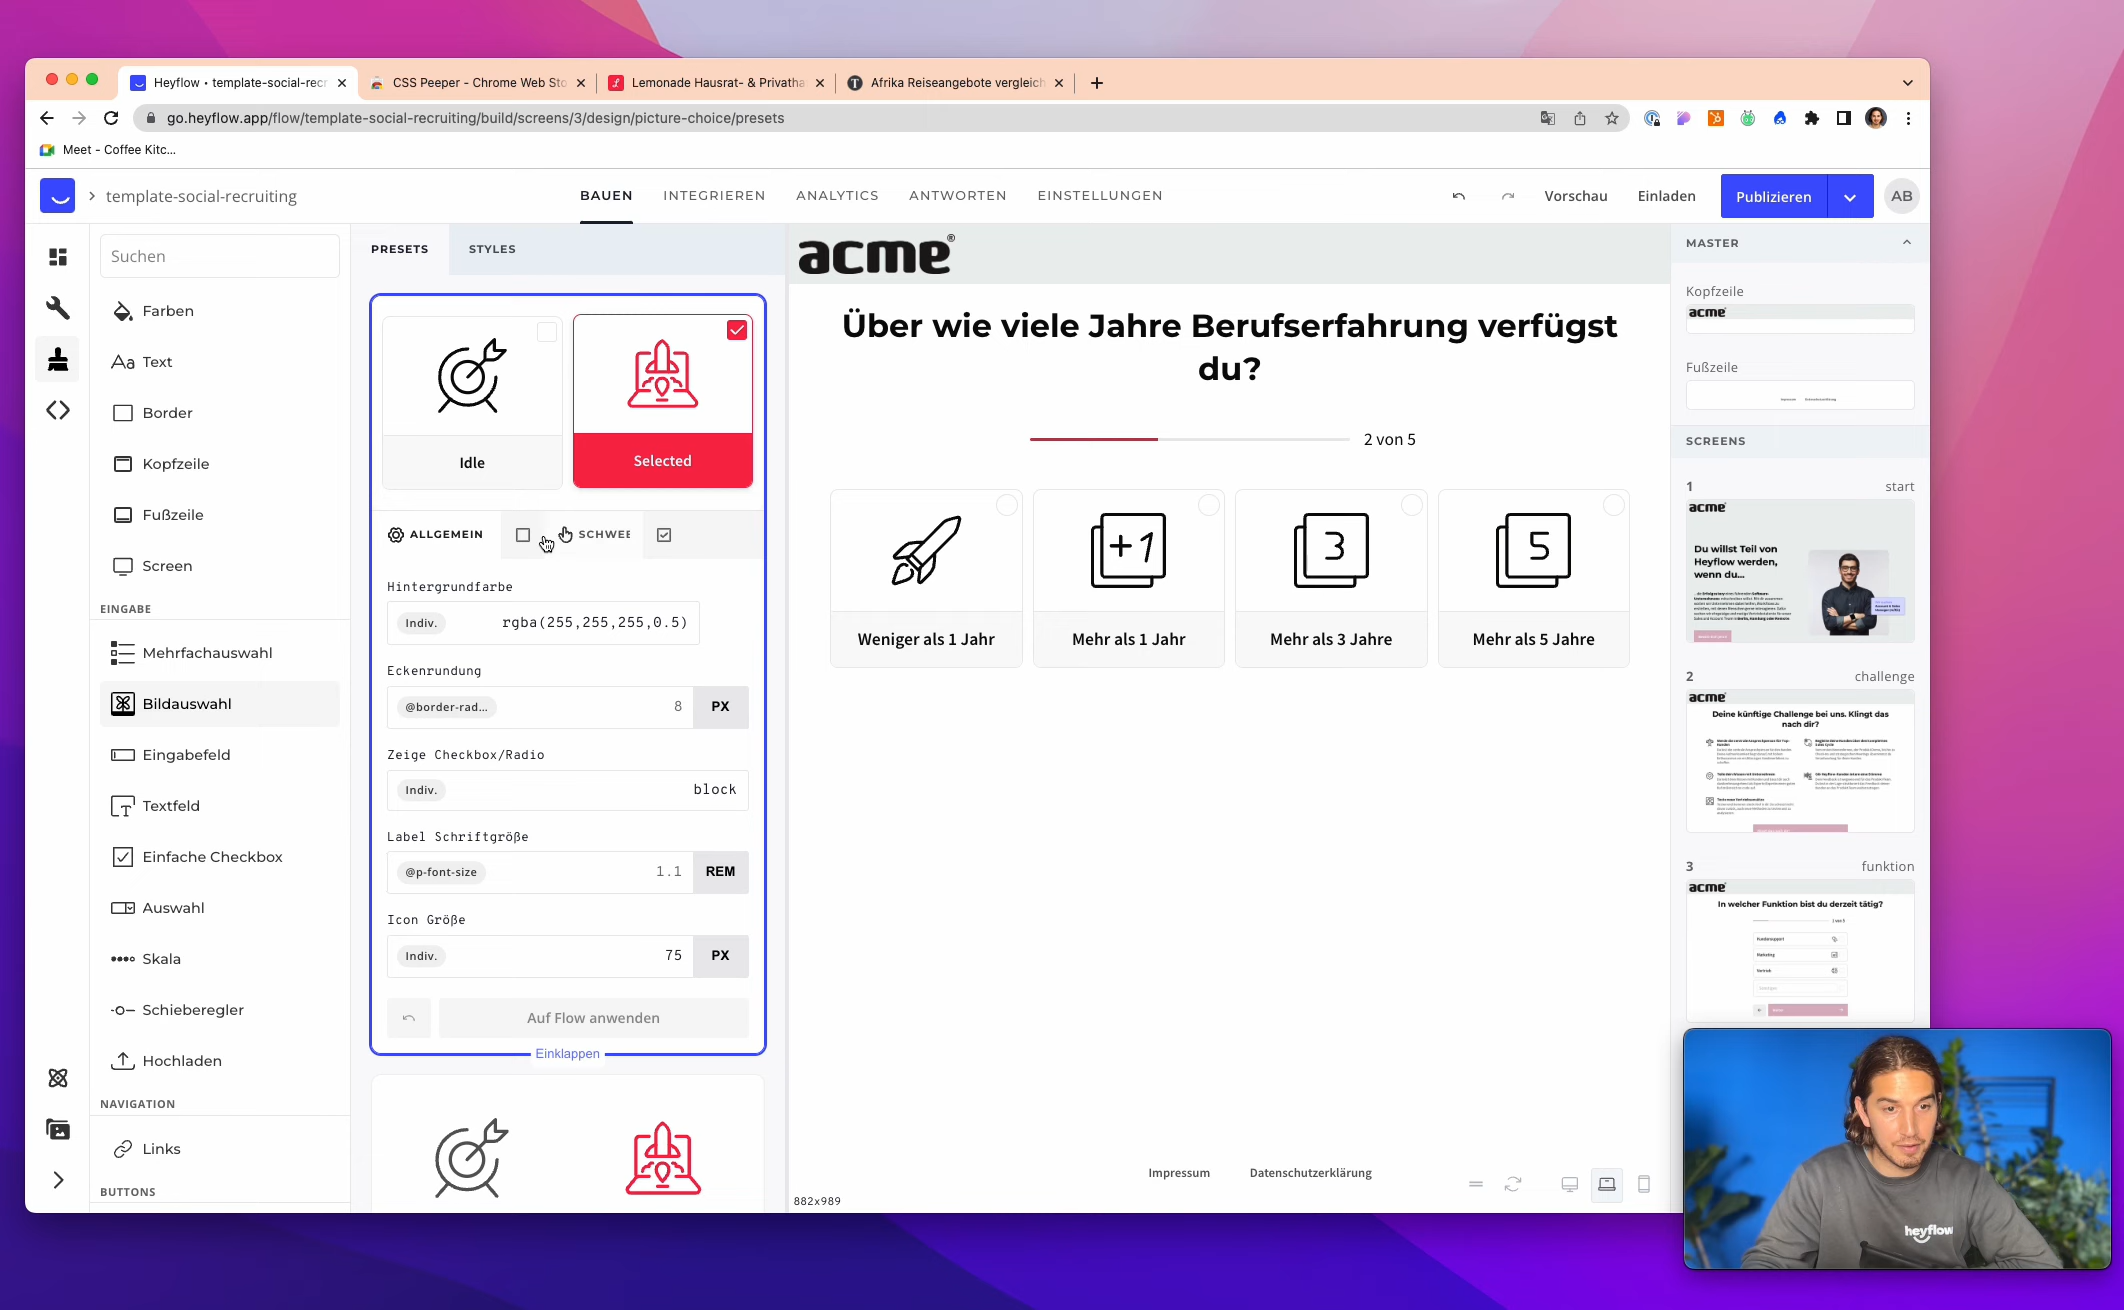 Heyflow • template-social-recr
CSS Peeper - Chrome Web Sto
Lemonade Hausrat- & Privatha
Afrika Reiseangebote vergleich
go.heyflow.app/flow/template-social-recruiting/build/screens/3/design/picture-choice/presets
Meet - Coffee Kitc...
template-social-recruiting
BAUEN
INTEGRIEREN
ANALYTICS
ANTWORTEN
EINSTELLUNGEN
Vorschau
Einladen
Publizieren
AB
Suchen
Farben
Text
Border
Kopfzeile
Fußzeile
Screen
EINGABE
Mehrfachauswahl
Bildauswahl
Eingabefeld
Textfeld
Einfache Checkbox
Auswahl
Skala
Schieberegler
Hochladen
NAVIGATION
Links
BUTTONS
PRESETS
STYLES
Idle
Selected
ALLGEMEIN
SCHWEE
Hintergrundfarbe
Indiv.
rgba(255,255,255,0.5)
Eckenrundung
@border-rad...
8
PX
Zeige Checkbox/Radio
Indiv.
block
Label Schriftgröße
@p-font-size
1.1
REM
Icon Größe
Indiv.
75
PX
Auf Flow anwenden
Einklappen
acme®
Über wie viele Jahre Berufserfahrung verfügst
du?
2 von 5
+1
3
5
Weniger als 1 Jahr
Mehr als 1 Jahr
Mehr als 3 Jahre
Mehr als 5 Jahre
Impressum
Datenschutzerklärung
882x989
MASTER
Kopfzeile
acme
Fußzeile
SCREENS
1
start
acme
Du willst Teil von
Heyflow werden,
wenn du...
2
challenge
acme
Deine künftige Challenge bei uns. Klingt das
nach dir?
3
funktion
acme
In welcher Funktion bist du derzeit tätig?
heyflow